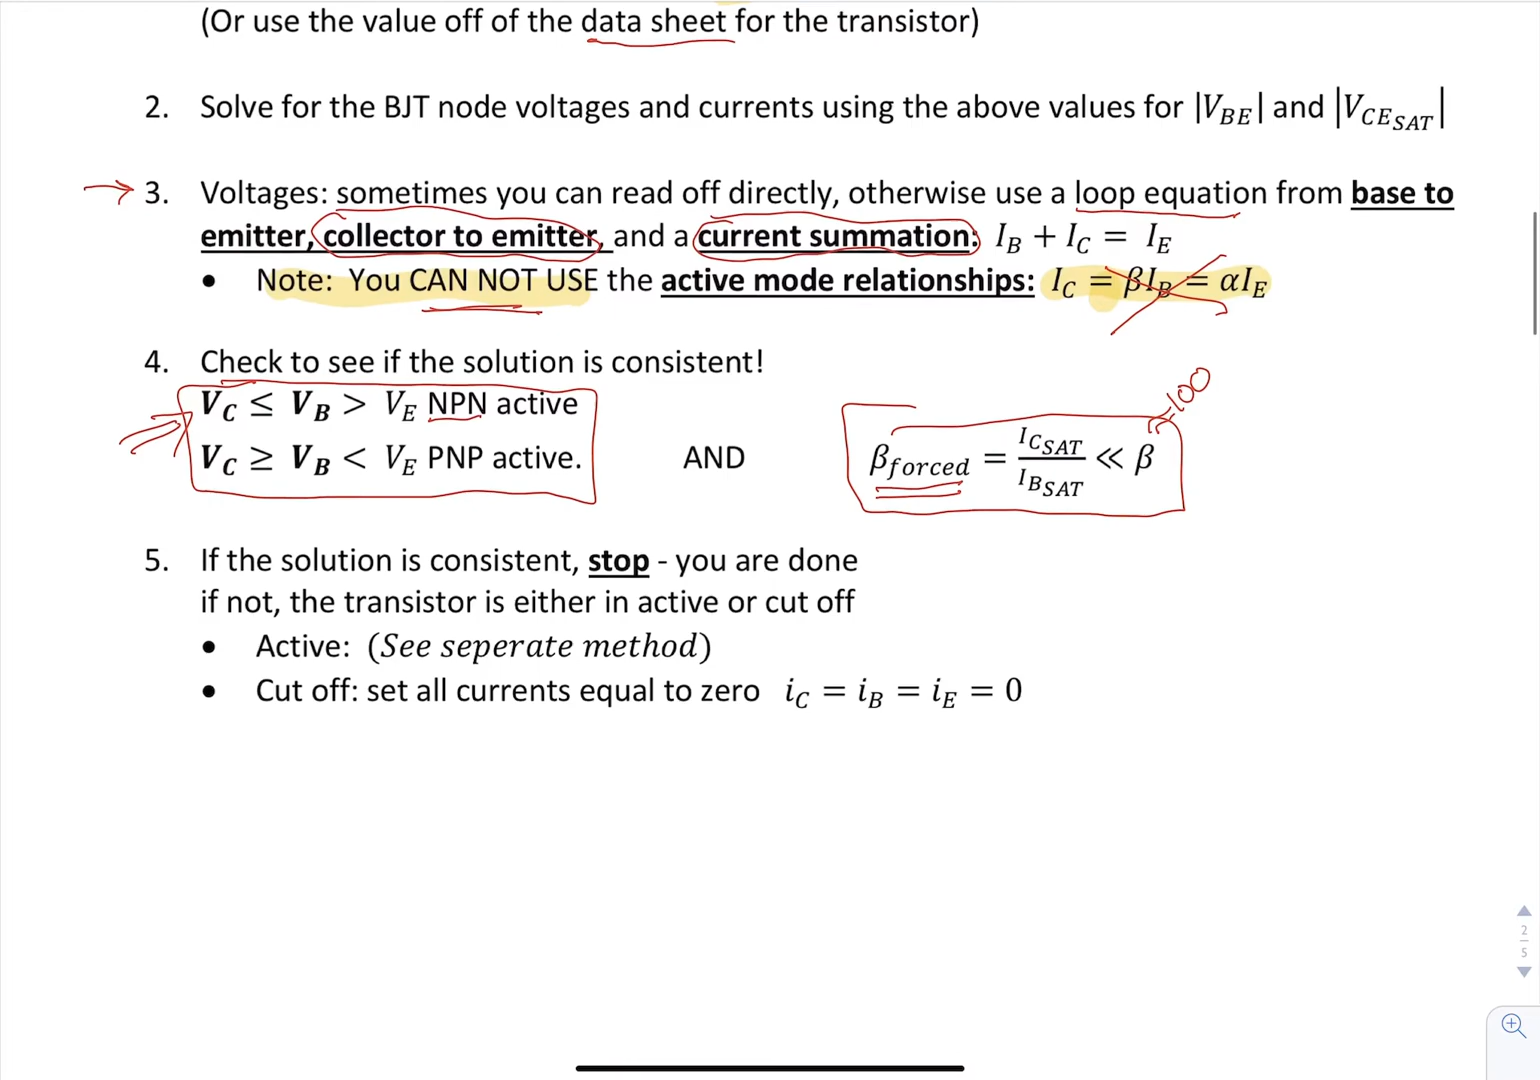 (Or use the value off of the data sheet for the transistor)
2. Solve for the BJT node voltages and currents using the above values for |V_BE| and |V_CE_SAT|
3. Voltages: sometimes you can read off directly, otherwise use a loop equation from base to
emitter, collector to emitter, and a current summation: I_B + I_C = I_E
• Note: You CAN NOT USE the active mode relationships: I_C = βI_B = αI_E
4. Check to see if the solution is consistent!
~100
V_C ≤ V_B > V_E NPN active
V_C ≥ V_B < V_E PNP active. AND β_forced = I_C_SAT / I_B_SAT ≪ β
5. If the solution is consistent, stop - you are done
if not, the transistor is either in active or cut off
• Active: (See seperate method)
• Cut off: set all currents equal to zero i_C = i_B = i_E = 0
2
5